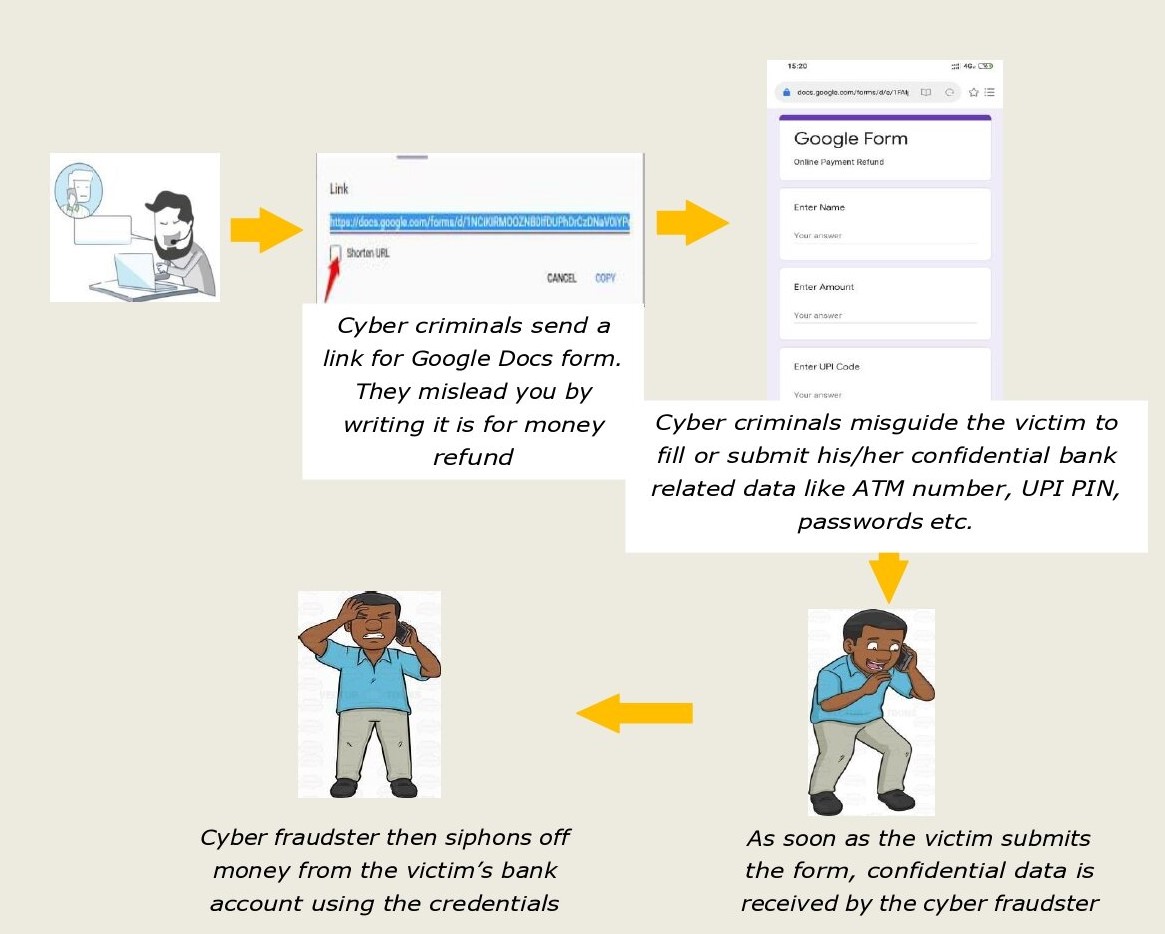 Link
https://docs.google.com/forms/d/
Shorten URL
CANCEL COPY
Cyber criminals send a
link for Google Docs form.
They mislead you by
writing it is for money
refund
15:20
4G
docs.google.com/forms/d/e/1FAIp
Google Form
Online Payment Refund
Enter Name
Your answer
Enter Amount
Your answer
Enter UPI Code
Your answer
Cyber criminals misguide the victim to
fill or submit his/her confidential bank
related data like ATM number, UPI PIN,
passwords etc.
As soon as the victim submits
the form, confidential data is
received by the cyber fraudster
Cyber fraudster then siphons off
money from the victim’s bank
account using the credentials